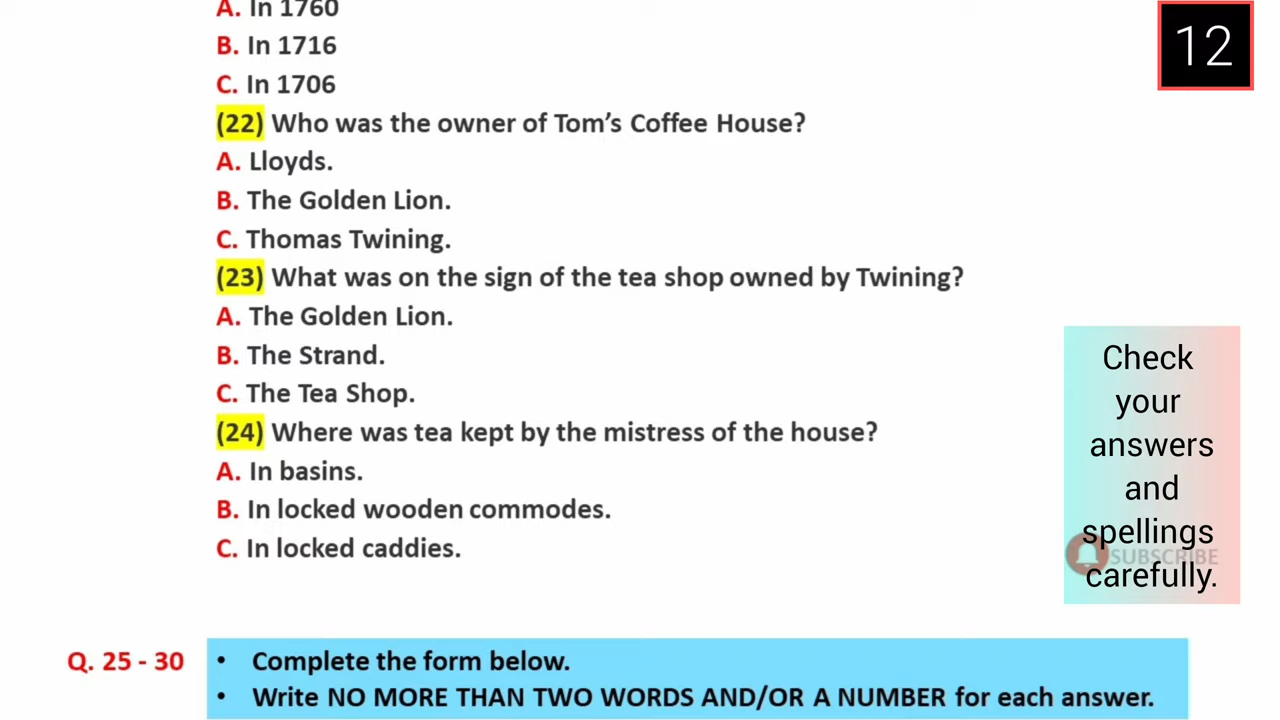 A. In 1760
12
B. In 1716
C. In 1706
(22) Who was the owner of Tom's Coffee House?
A. Lloyds.
B. The Golden Lion.
C. Thomas Twining.
(23) What was on the sign of the tea shop owned by Twining?
A. The Golden Lion.
B. The Strand.
C. The Tea Shop.
(24) Where was tea kept by the mistress of the house?
A. In basins.
B. In locked wooden commodes.
C. In locked caddies.
Check
your
answers
and
spellings
SUBSCRIBE
carefully.
Q. 25 - 30
• Complete the form below.
• Write NO MORE THAN TWO WORDS AND/OR A NUMBER for each answer.